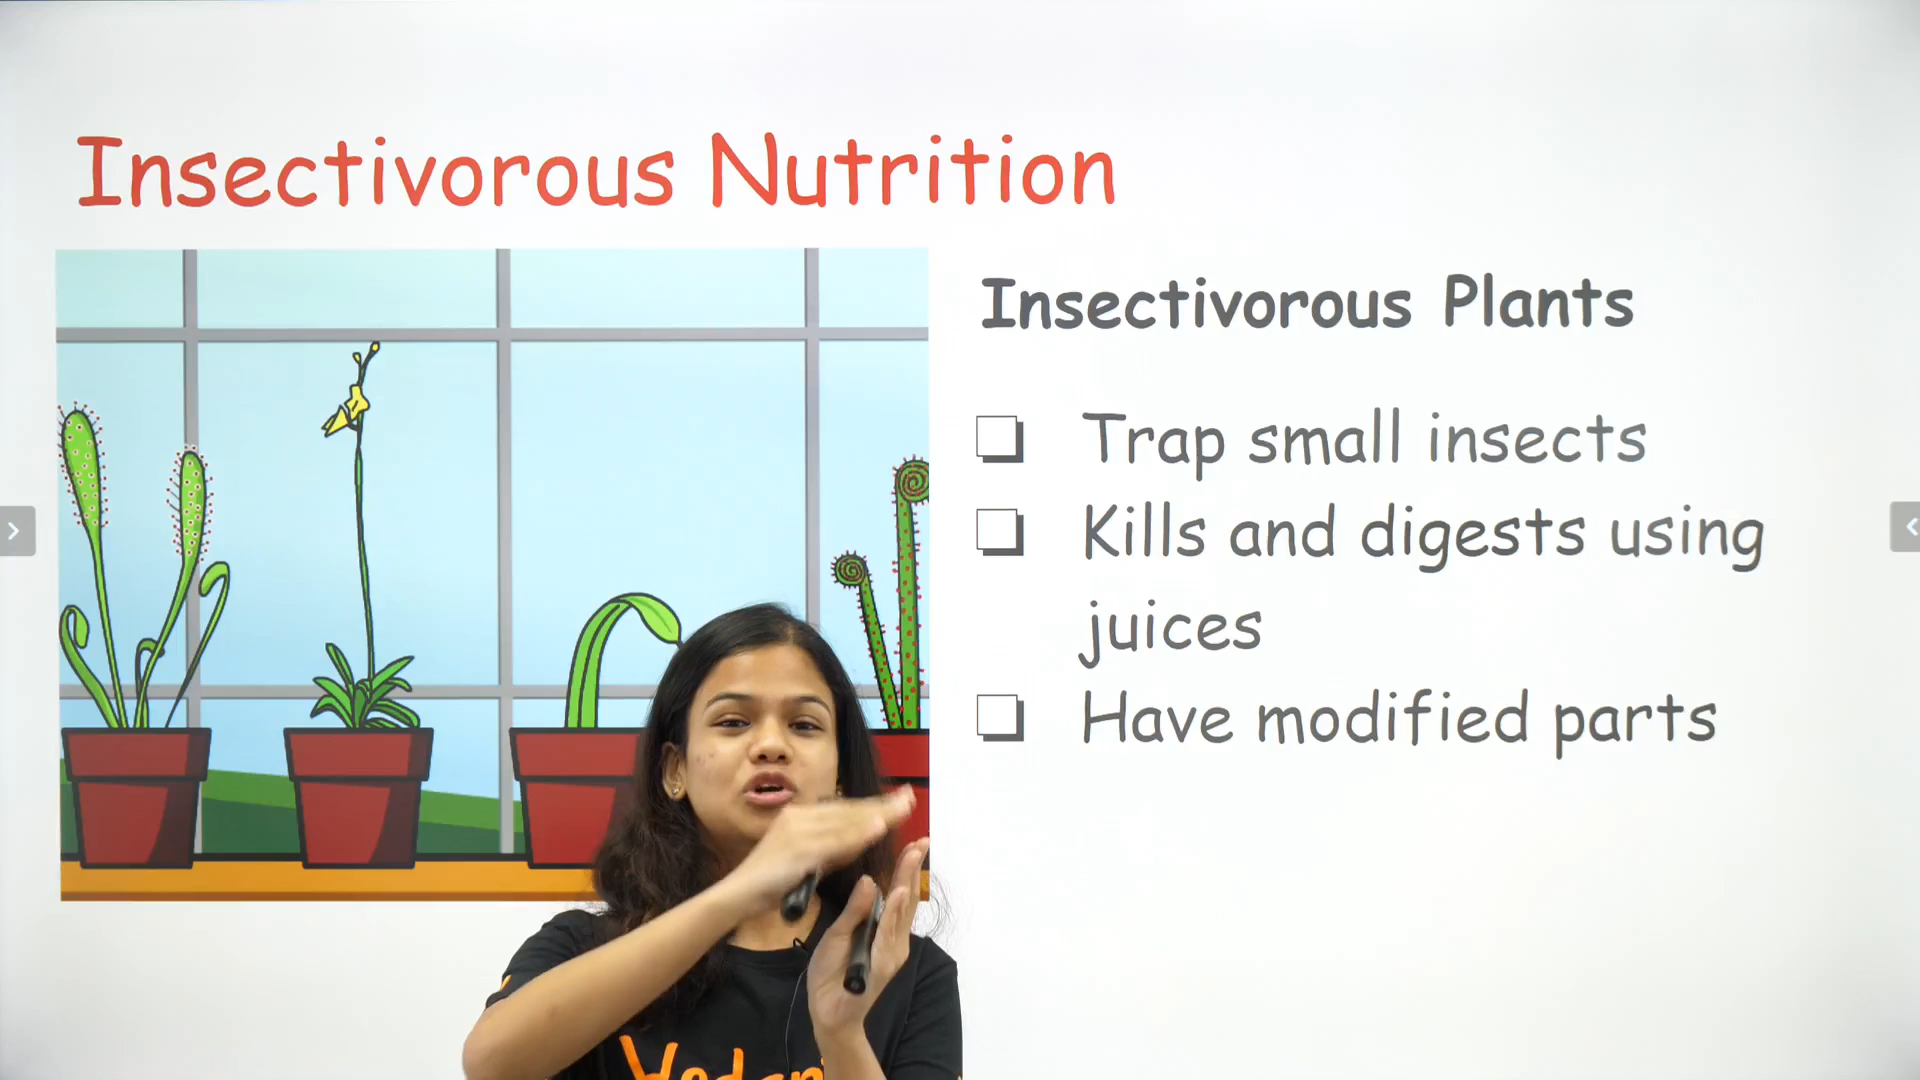 Insectivorous Nutrition
Insectivorous Plants
❏ Trap small insects
❏ Kills and digests using
juices
❏ Have modified parts